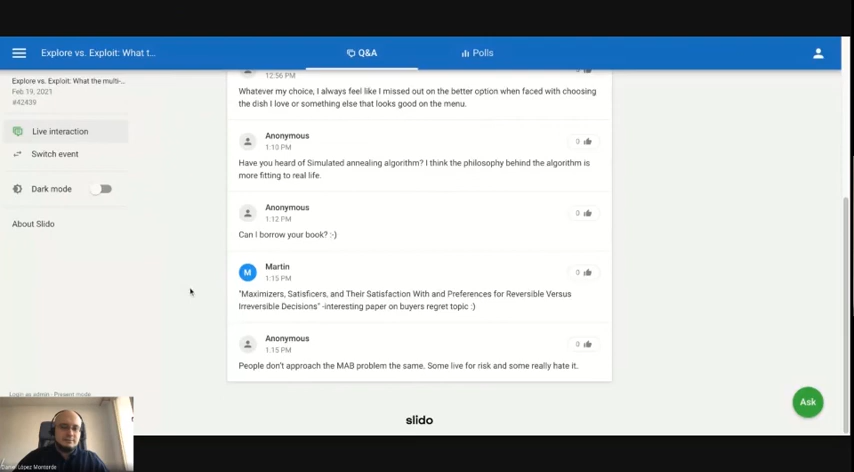 Explore vs. Exploit: What t...
Q&A
Polls
Explore vs. Exploit: What the multi-...
Feb 19, 2021
#42439
Live interaction
Switch event
Dark mode
About Slido
12:56 PM
Whatever my choice, I always feel like I missed out on the better option when faced with choosing
the dish I love or something else that looks good on the menu.
Anonymous
0
1:10 PM
Have you heard of Simulated annealing algorithm? I think the philosophy behind the algorithm is
more fitting to real life.
Anonymous
0
1:12 PM
Can I borrow your book? :-)
M
Martin
0
1:15 PM
"Maximizers, Satisficers, and Their Satisfaction With and Preferences for Reversible Versus
Irreversible Decisions" -interesting paper on buyers regret topic :)
Anonymous
0
1:15 PM
People don't approach the MAB problem the same. Some live for risk and some really hate it.
Login as admin · Present mode
Ask
slido
Daniel López Monterde